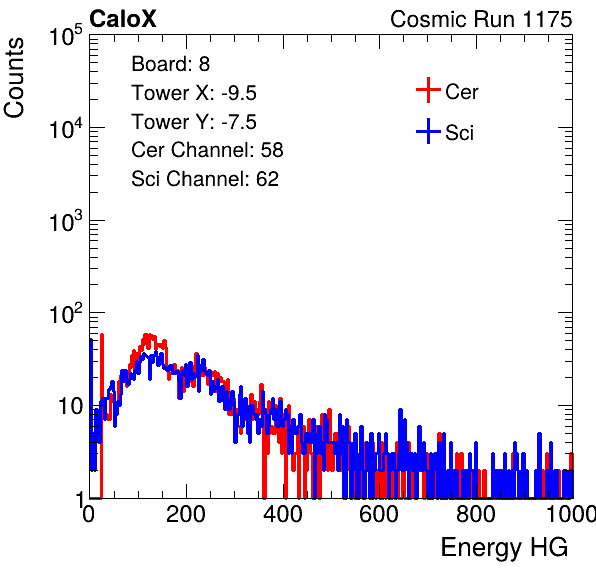 CaloX Cosmic Run 1175
Counts
10^5
10^4
10^3
10^2
10
1
Board: 8
Tower X: -9.5
Tower Y: -7.5
Cer Channel: 58
Sci Channel: 62
Cer
Sci
0 200 400 600 800 1000
Energy HG